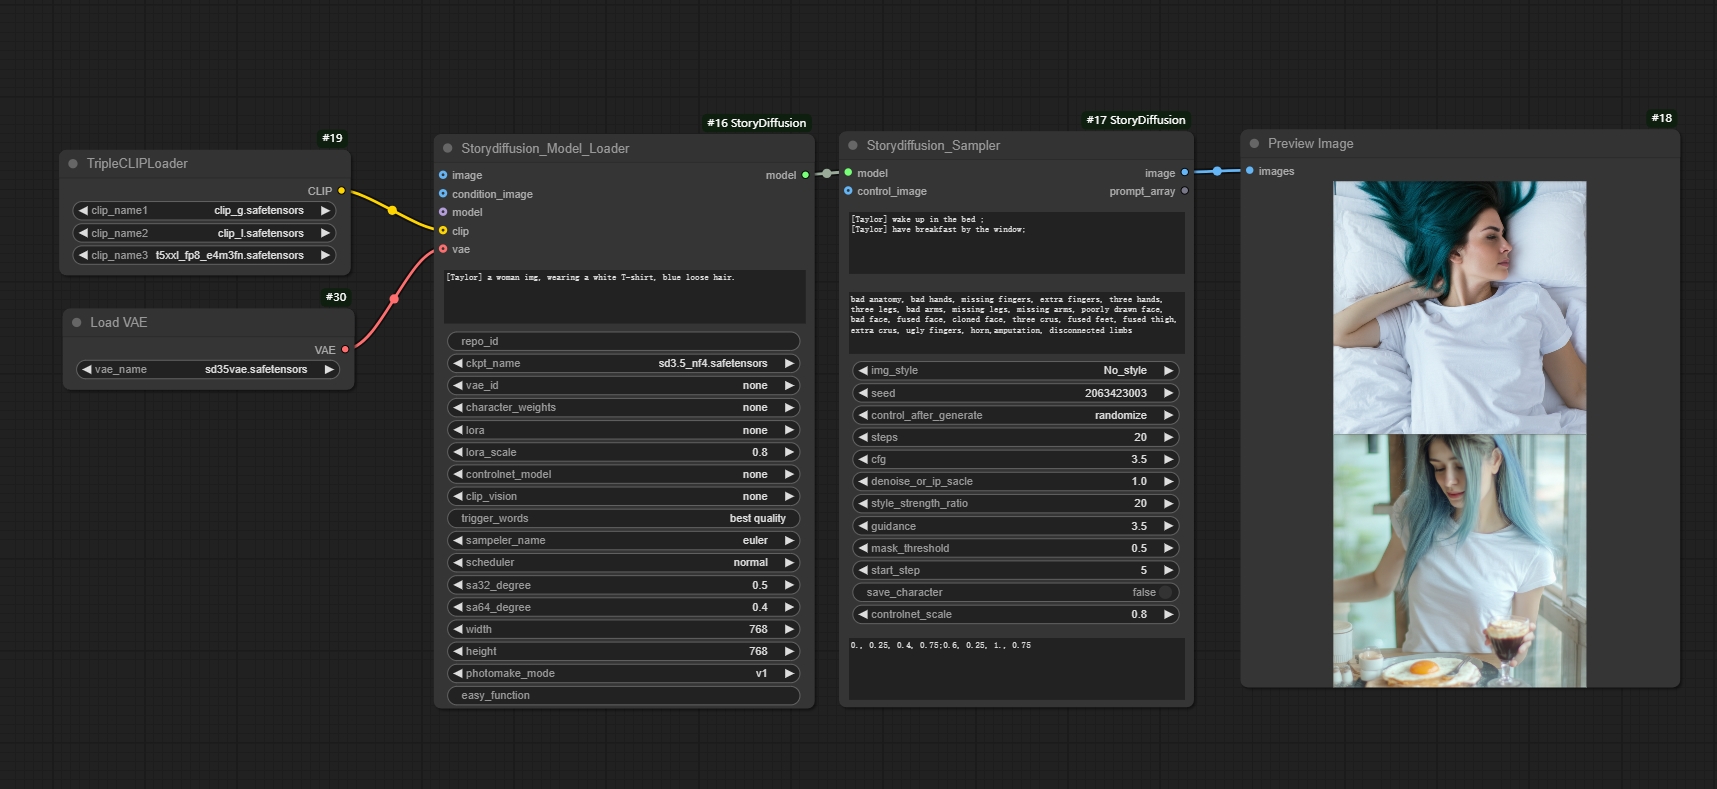 #19
TripleCLIPLoader
CLIP
clip_name1 clip_g.safetensors
clip_name2 clip_l.safetensors
clip_name3 t5xxl_fp8_e4m3fn.safetensors
#30
Load VAE
VAE
vae_name sd35vae.safetensors
#16 StoryDiffusion
Storydiffusion_Model_Loader
image model
condition_image
model
clip
vae
[Taylor] a woman img, wearing a white T-shirt, blue loose hair.
repo_id
ckpt_name sd3.5_nf4.safetensors
vae_id none
character_weights none
lora none
lora_scale 0.8
controlnet_model none
clip_vision none
trigger_words best quality
sampeler_name euler
scheduler normal
sa32_degree 0.5
sa64_degree 0.4
width 768
height 768
photomake_mode v1
easy_function
#17 StoryDiffusion
Storydiffusion_Sampler
model image
control_image prompt_array
[Taylor] wake up in the bed ;
[Taylor] have breakfast by the window;
bad anatomy, bad hands, missing fingers, extra fingers, three hands,
three legs, bad arms, missing legs, missing arms, poorly drawn face,
bad face, fused face, cloned face, three crus, fused feet, fused thigh,
extra crus, ugly fingers, horn,amputation, disconnected limbs
img_style No_style
seed 2063423003
control_after_generate randomize
steps 20
cfg 3.5
denoise_or_ip_sacle 1.0
style_strength_ratio 20
guidance 3.5
mask_threshold 0.5
start_step 5
save_character false
controlnet_scale 0.8
0., 0.25, 0.4, 0.75;0.6, 0.25, 1., 0.75
#18
Preview Image
images